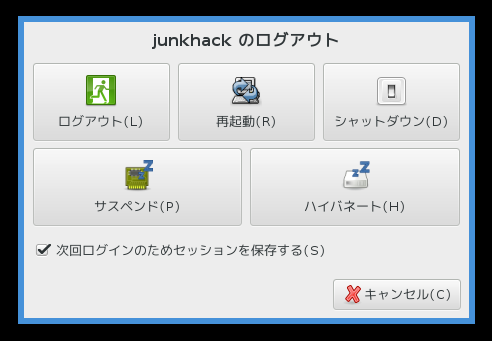 junkhack のログアウト
ログアウト(L)
再起動(R)
シャットダウン(D)
サスペンド(P)
ハイバネート(H)
次回ログインのためセッションを保存する(S)
キャンセル(C)